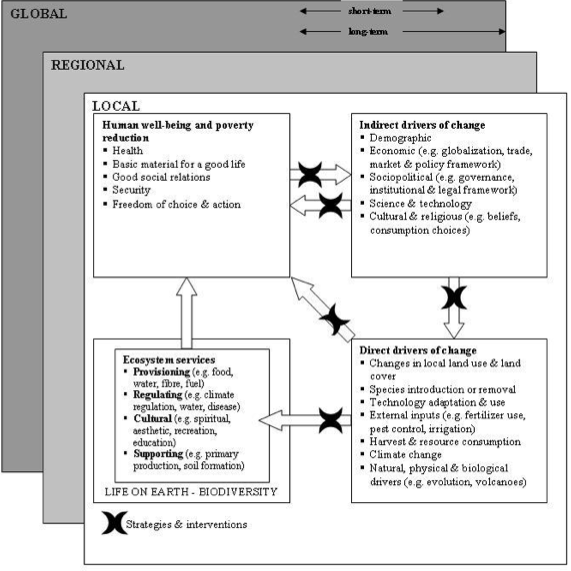 GLOBAL
short-term
long-term
REGIONAL
LOCAL
Human well-being and poverty
reduction
▪ Health
▪ Basic material for a good life
▪ Good social relations
▪ Security
▪ Freedom of choice & action
Indirect drivers of change
▪ Demographic
▪ Economic (e.g. globalization, trade,
market & policy framework)
▪ Sociopolitical (e.g. governance,
institutional & legal framework)
▪ Science & technology
▪ Cultural & religious (e.g. beliefs,
consumption choices)
Ecosystem services
▪ Provisioning (e.g. food,
water, fibre, fuel)
▪ Regulating (e.g. climate
regulation, water, disease)
▪ Cultural (e.g. spiritual,
aesthetic, recreation,
education)
▪ Supporting (e.g. primary
production, soil formation)
LIFE ON EARTH - BIODIVERSITY
Direct drivers of change
▪ Changes in local land use & land
cover
▪ Species introduction or removal
▪ Technology adaptation & use
▪ External inputs (e.g. fertilizer use,
pest control, irrigation)
▪ Harvest & resource consumption
▪ Climate change
▪ Natural, physical & biological
drivers (e.g. evolution, volcanoes)
Strategies & interventions